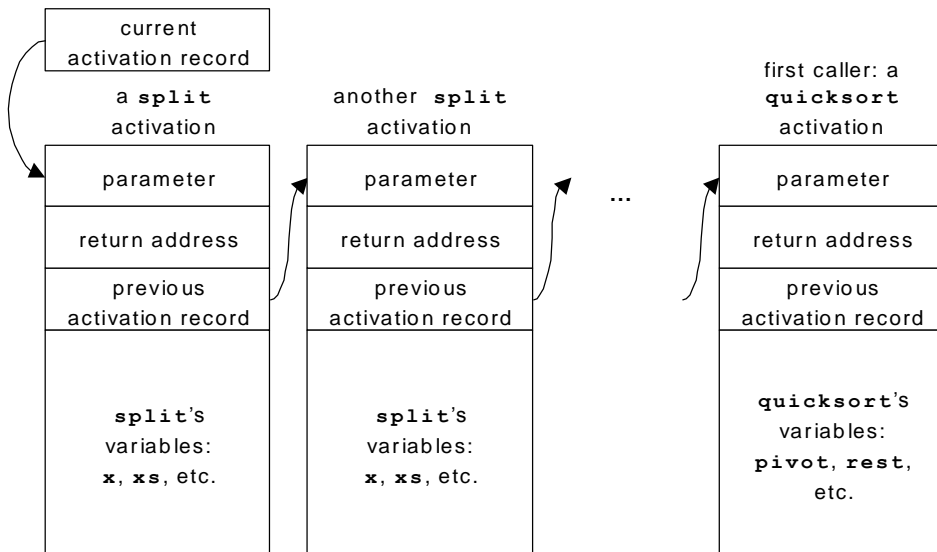 current
activation record
a split
activation
another split
activation
first caller: a
quicksort
activation
parameter
return address
previous
activation record
split's
variables:
x, xs, etc.
parameter
return address
previous
activation record
split's
variables:
x, xs, etc.
...
parameter
return address
previous
activation record
quicksort's
variables:
pivot, rest,
etc.